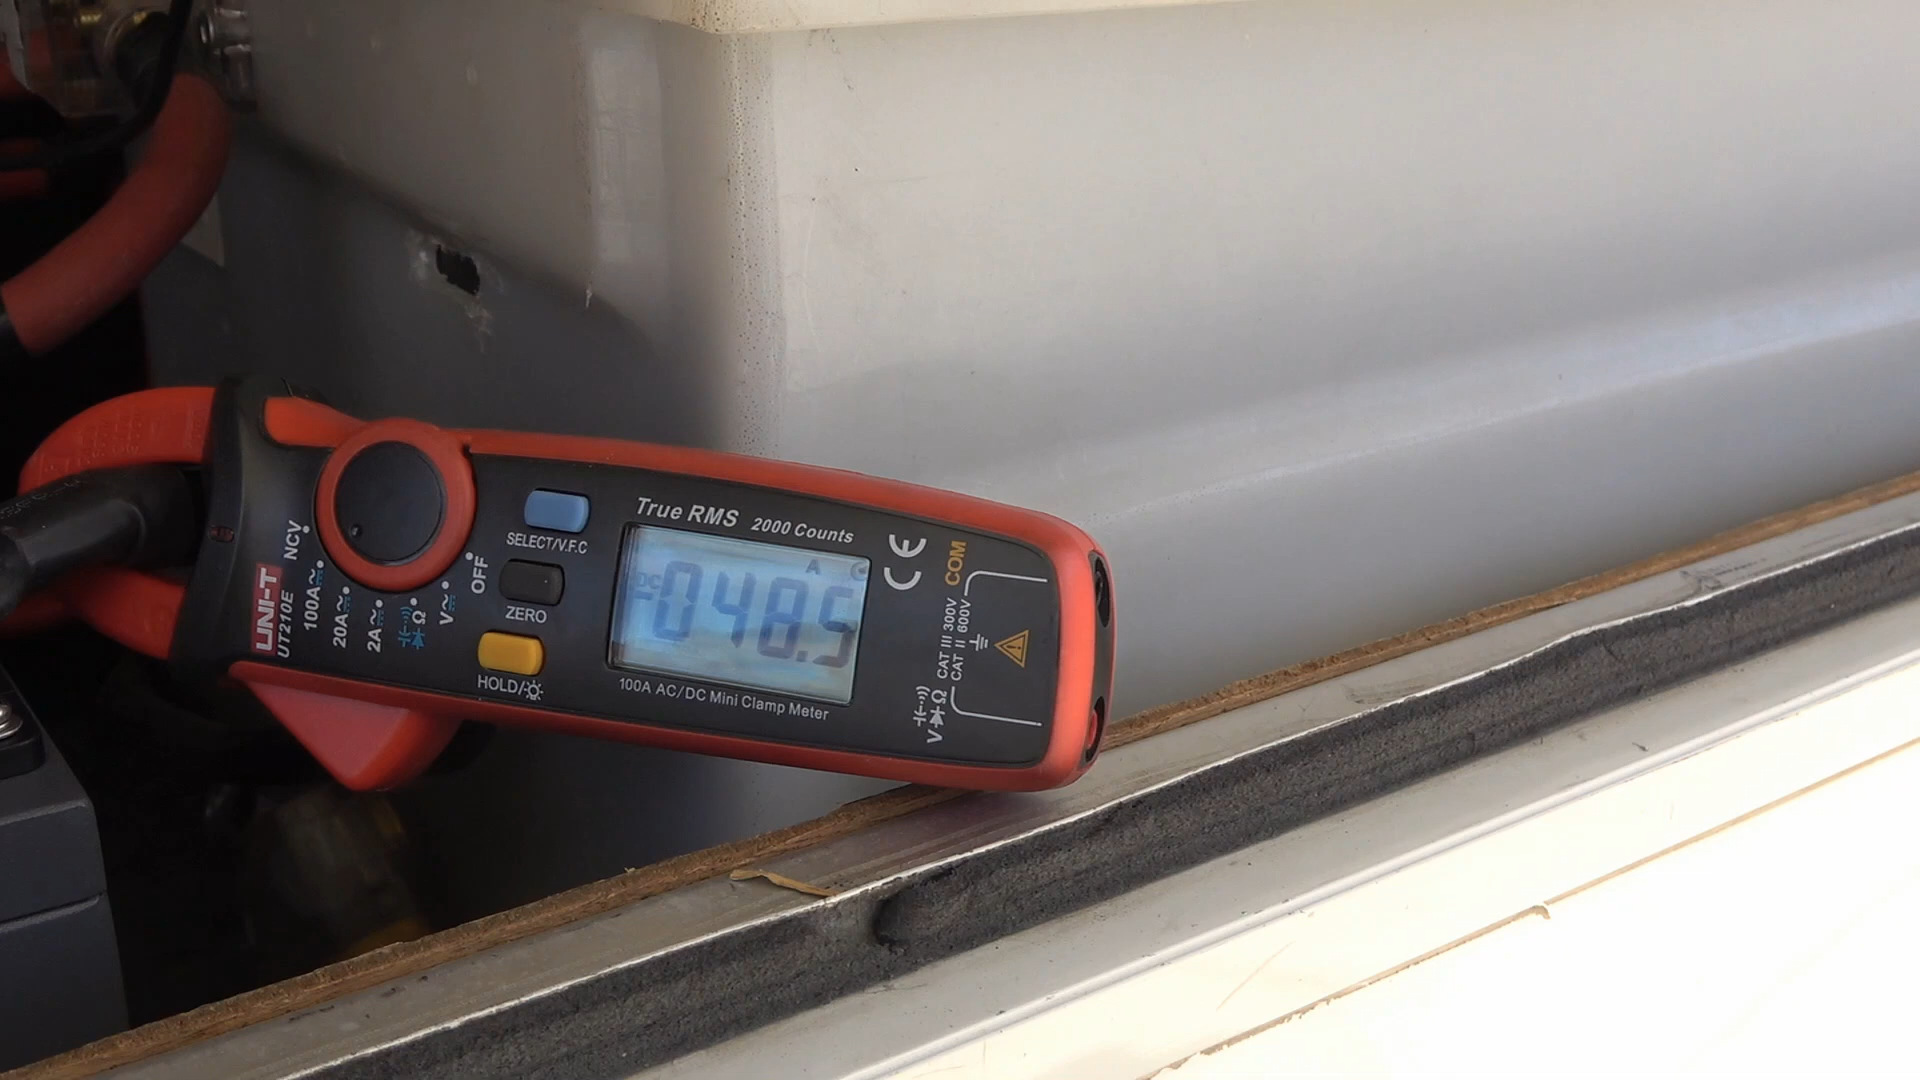 True RMS 2000 Counts
SELECT/V.F.C
ZERO
HOLD/
DC A
-048.5
100A AC/DC Mini Clamp Meter
OFF
V
Ω
2A
20A
100A
NCV
UNI-T
UT210E
CE
COM
CAT III 300V
CAT II 600V
V Ω